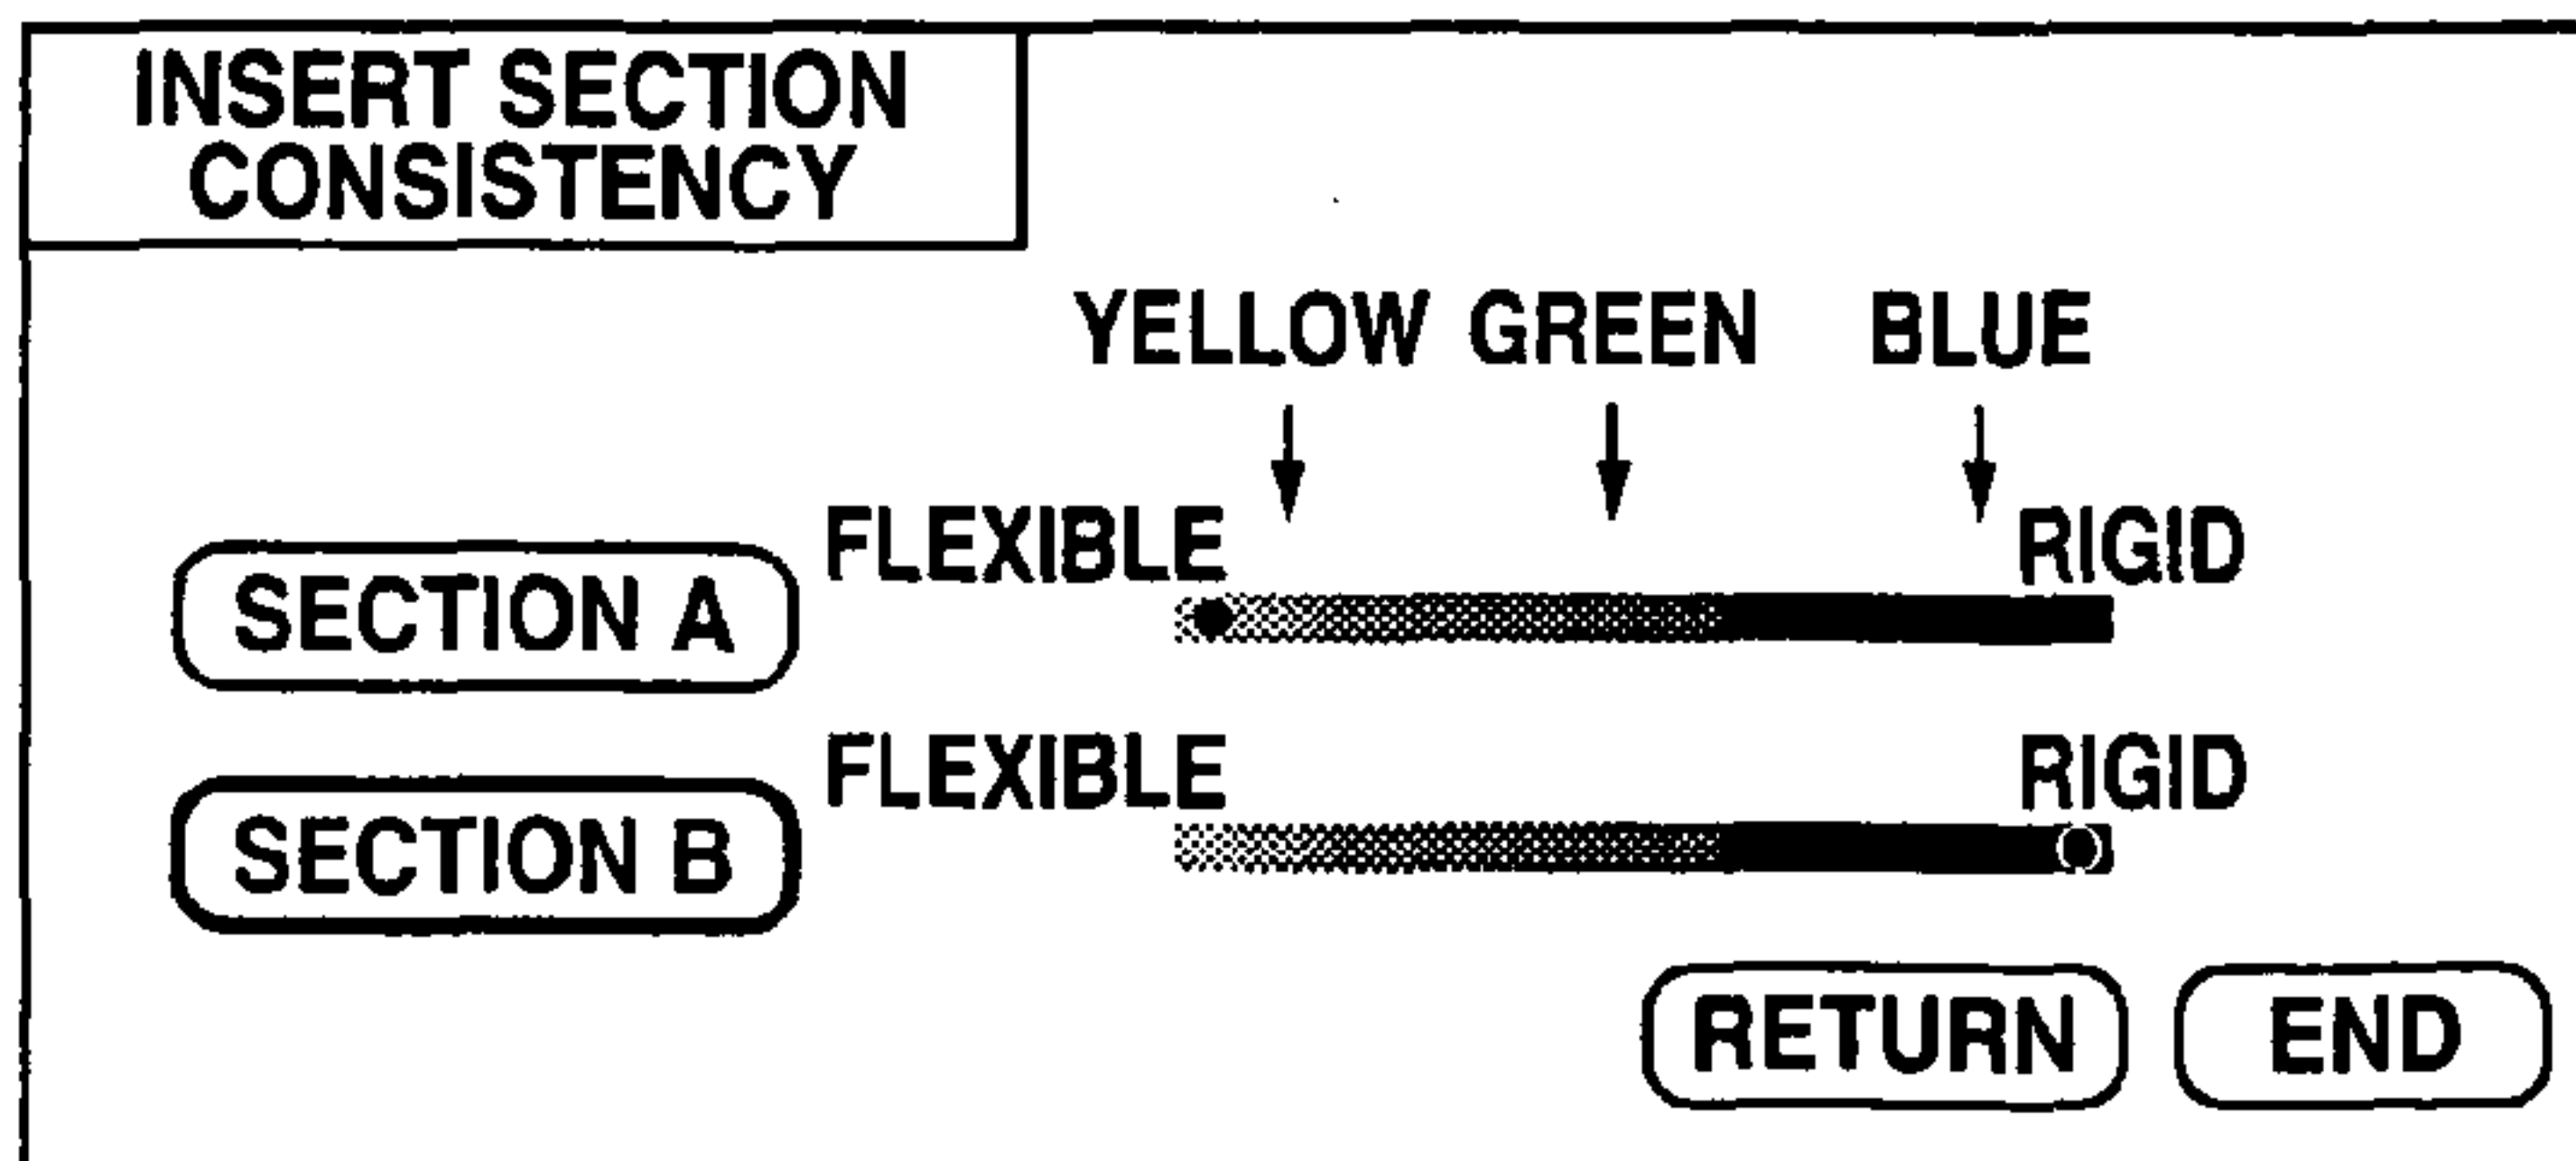 INSERT SECTION
CONSISTENCY
YELLOW GREEN BLUE
FLEXIBLE RIGID
SECTION A
FLEXIBLE RIGID
SECTION B
RETURN END